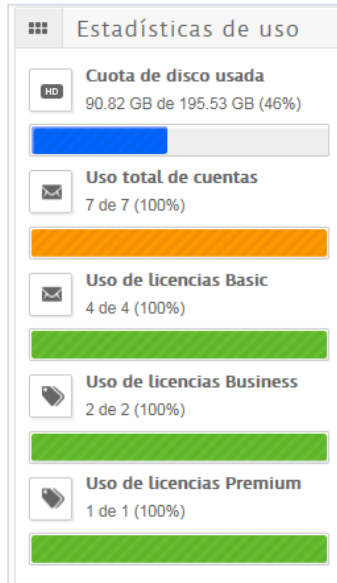 Estadísticas de uso
HD
Cuota de disco usada
90.82 GB de 195.53 GB (46%)
Uso total de cuentas
7 de 7 (100%)
Uso de licencias Basic
4 de 4 (100%)
Uso de licencias Business
2 de 2 (100%)
Uso de licencias Premium
1 de 1 (100%)